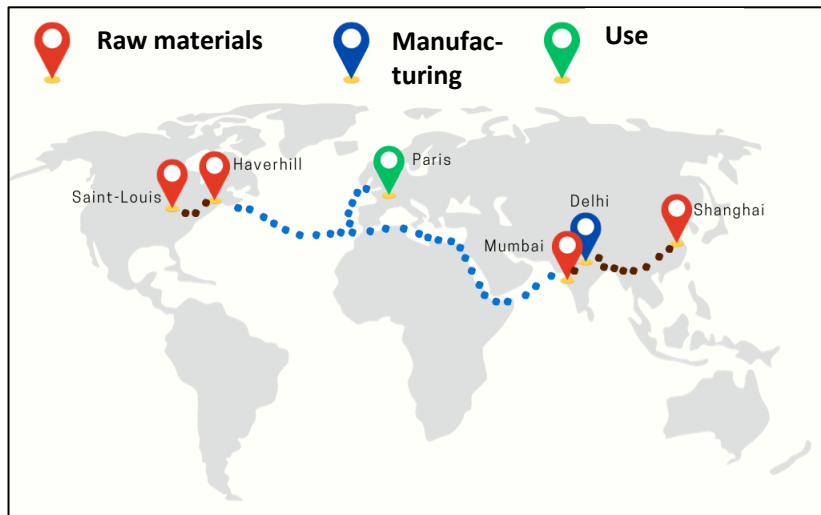 Raw materials
Manufac-
turing
Use
Haverhill
Paris
Saint-Louis
Delhi
Shanghai
Mumbai